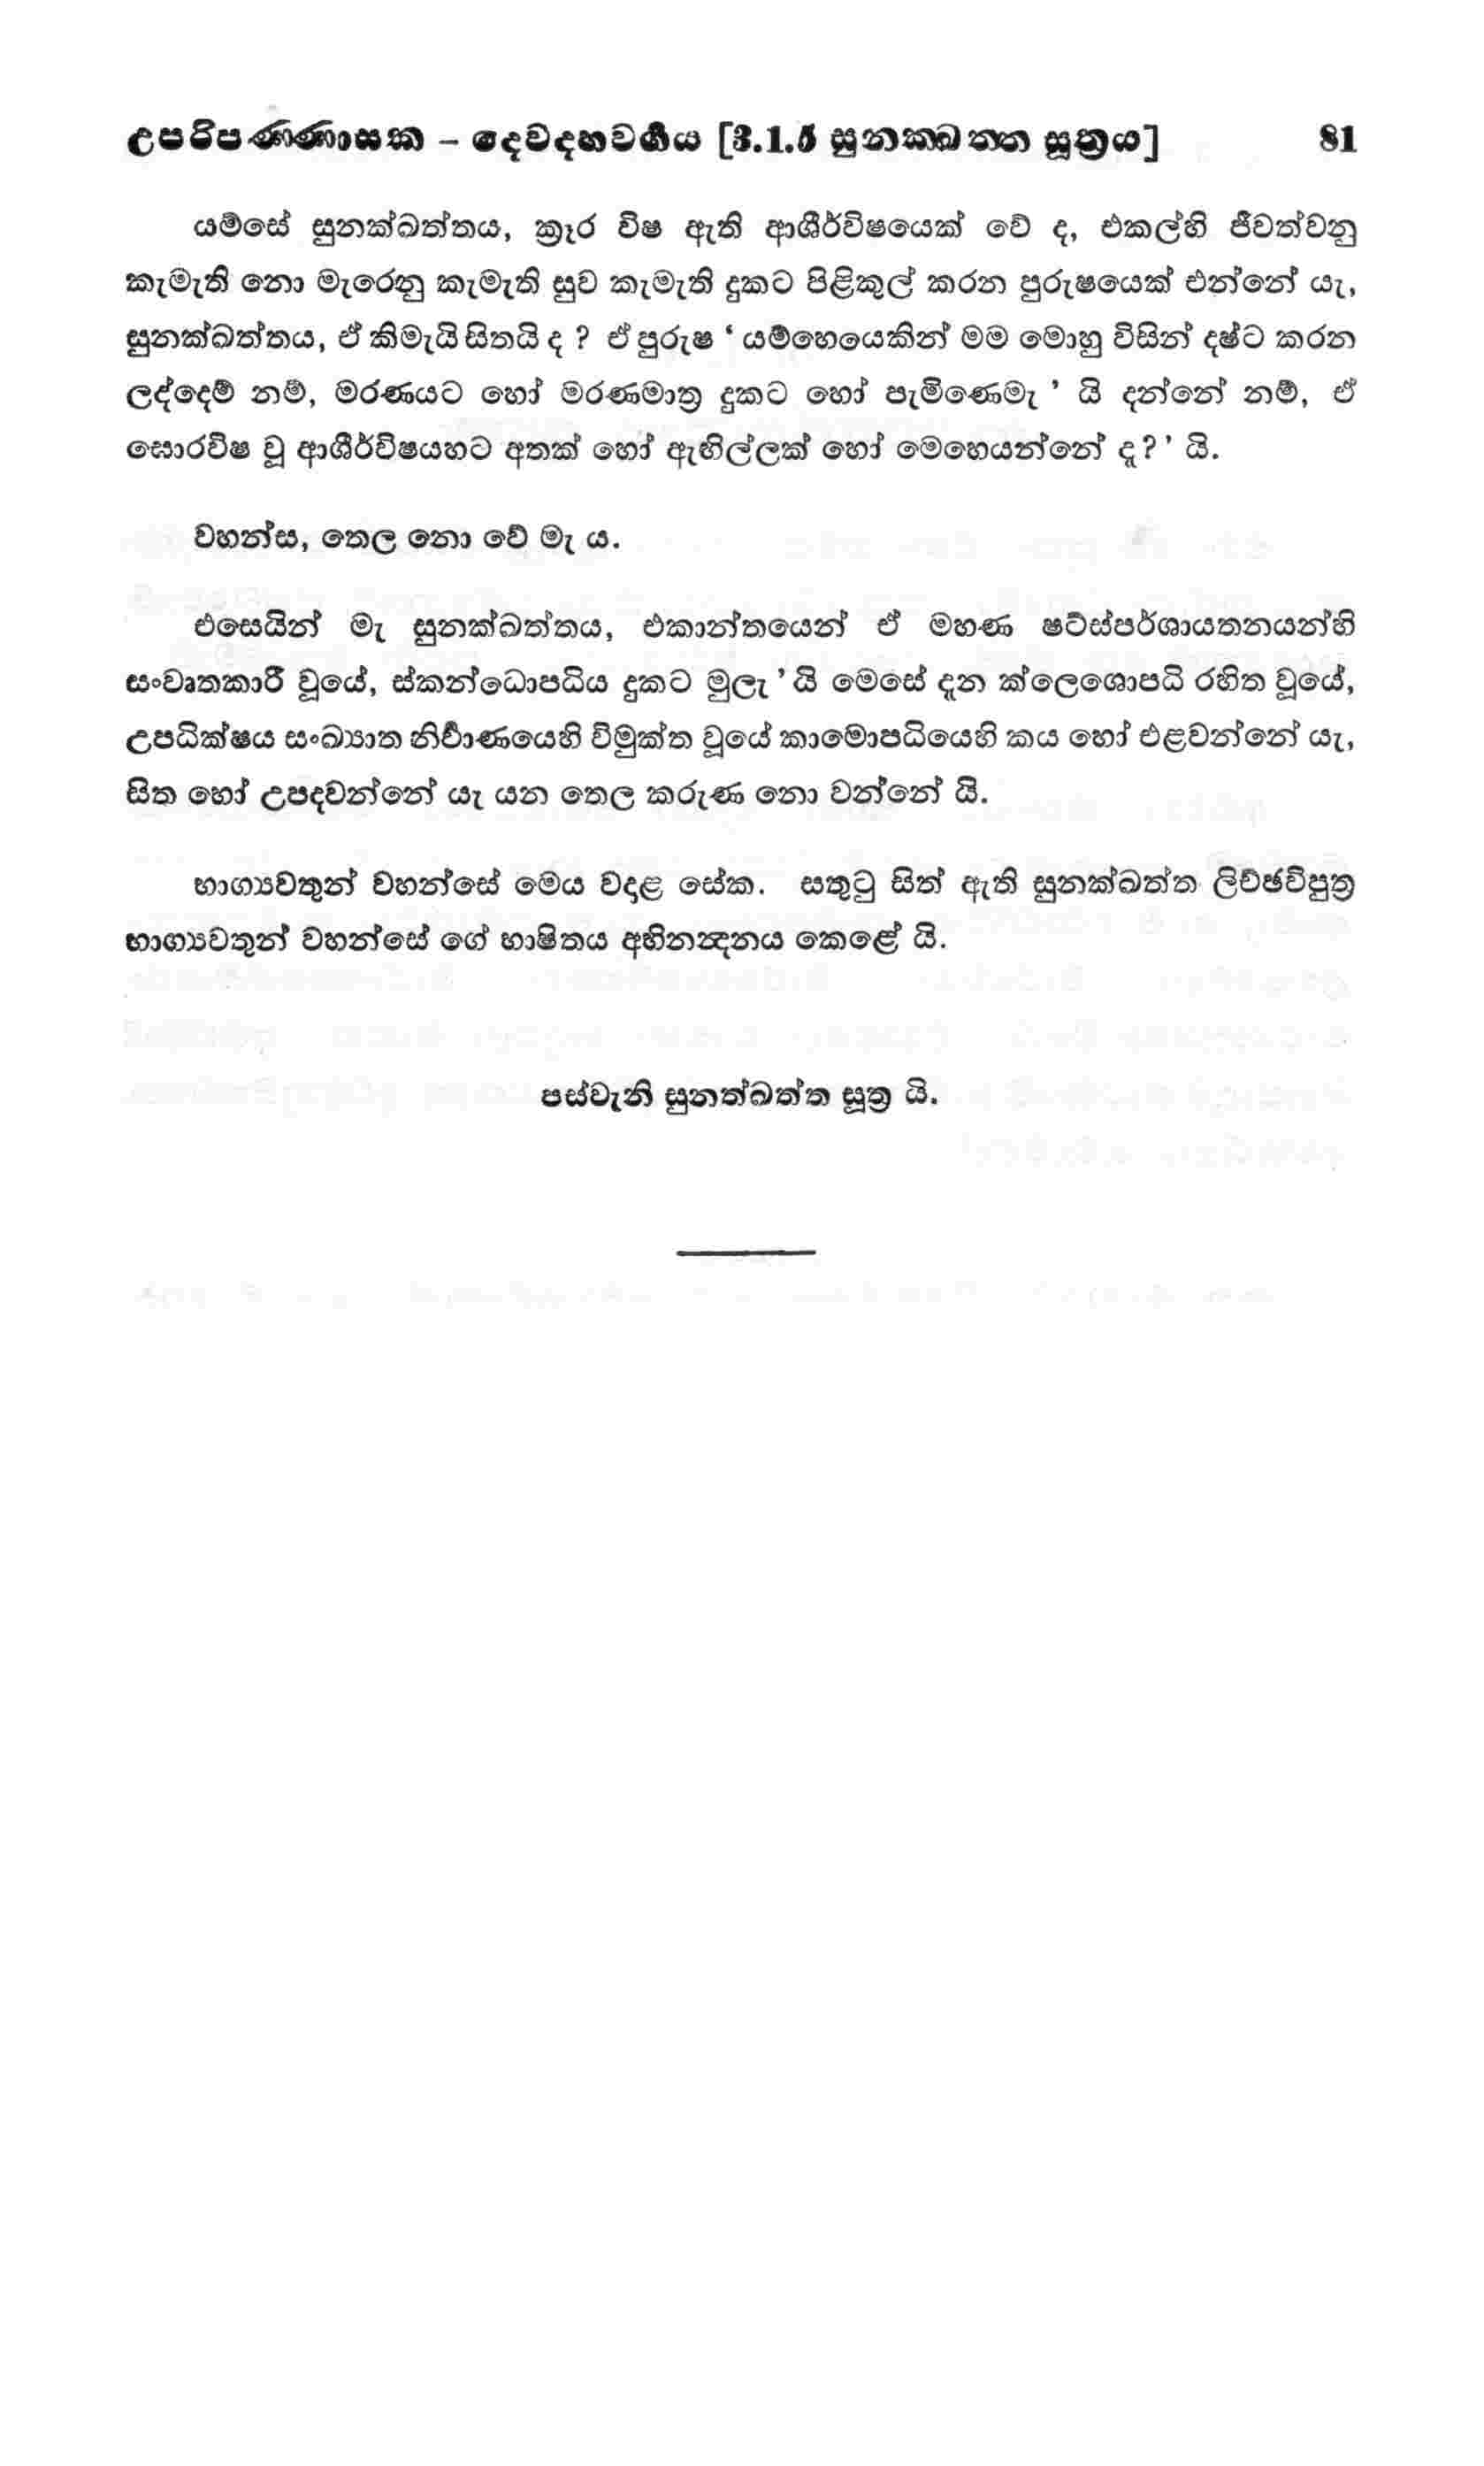 උපරිපණ්ණාසක – දෙවදහවර්‍ගය [3.1.5 සුනක්ඛත්ත සූත්‍රය] 81
යම්සේ සුනක්ඛත්තය, ක්‍රූර විෂ ඇති ආශීර්විෂයෙක් වේ ද, එකල්හි ජීවත්වනු
කැමැති නො මැරෙනු කැමැති සුව කැමැති දුකට පිළිකුල් කරන පුරුෂයෙක් එන්නේ යැ,
සුනක්ඛත්තය, ඒ කිමැයි සිතයි ද ? ඒ පුරුෂ ‘ යම්හෙයෙකින් මම මොහු විසින් දෂ්ට කරන
ලද්දෙම් නම්, මරණයට හෝ මරණමාත්‍ර දුකට හෝ පැමිණෙමැ ’ යි දන්නේ නම්, ඒ
ඝොරවිෂ වූ ආශීර්විෂයහට අතක් හෝ ඇඟිල්ලක් හෝ මෙහෙයන්නේ ද?’ යි.
වහන්ස, තෙල නො වේ මැ ය.
එසෙයින් මැ සුනක්ඛත්තය, එකාන්තයෙන් ඒ මහණ ෂට්ස්පර්ශායතනයන්හි
සංවෘතකාරී වූයේ, ස්කන්ධොපධිය දුකට මුලැ ’ යි මෙසේ දැන ක්ලෙශොපධි රහිත වූයේ,
උපධික්ෂය සංඛ්‍යාත නිර්‍වාණයෙහි විමුක්ත වූයේ කාමොපධියෙහි කය හෝ එළවන්නේ යැ,
සිත හෝ උපදවන්නේ යැ යන තෙල කරුණ නො වන්නේ යි.
භාග්‍යවතුන් වහන්සේ මෙය වදාළ සේක. සතුටු සිත් ඇති සුනක්ඛත්ත ලිච්ඡවිපුත්‍ර
භාග්‍යවතුන් වහන්සේ ගේ භාෂිතය අභිනන්‍දනය කෙළේ යි.
පස්වැනි සුනත්ඛත්ත සූත්‍ර යි.